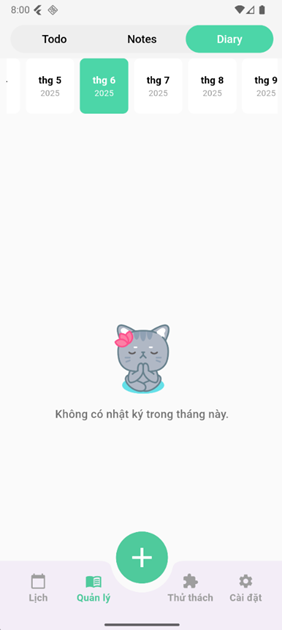 8:00
Todo Notes Diary
thg 5 thg 6 thg 7 thg 8 thg 9
2025 2025 2025 2025 2025
Không có nhật ký trong tháng này.
Lịch Quản lý Thử thách Cài đặt